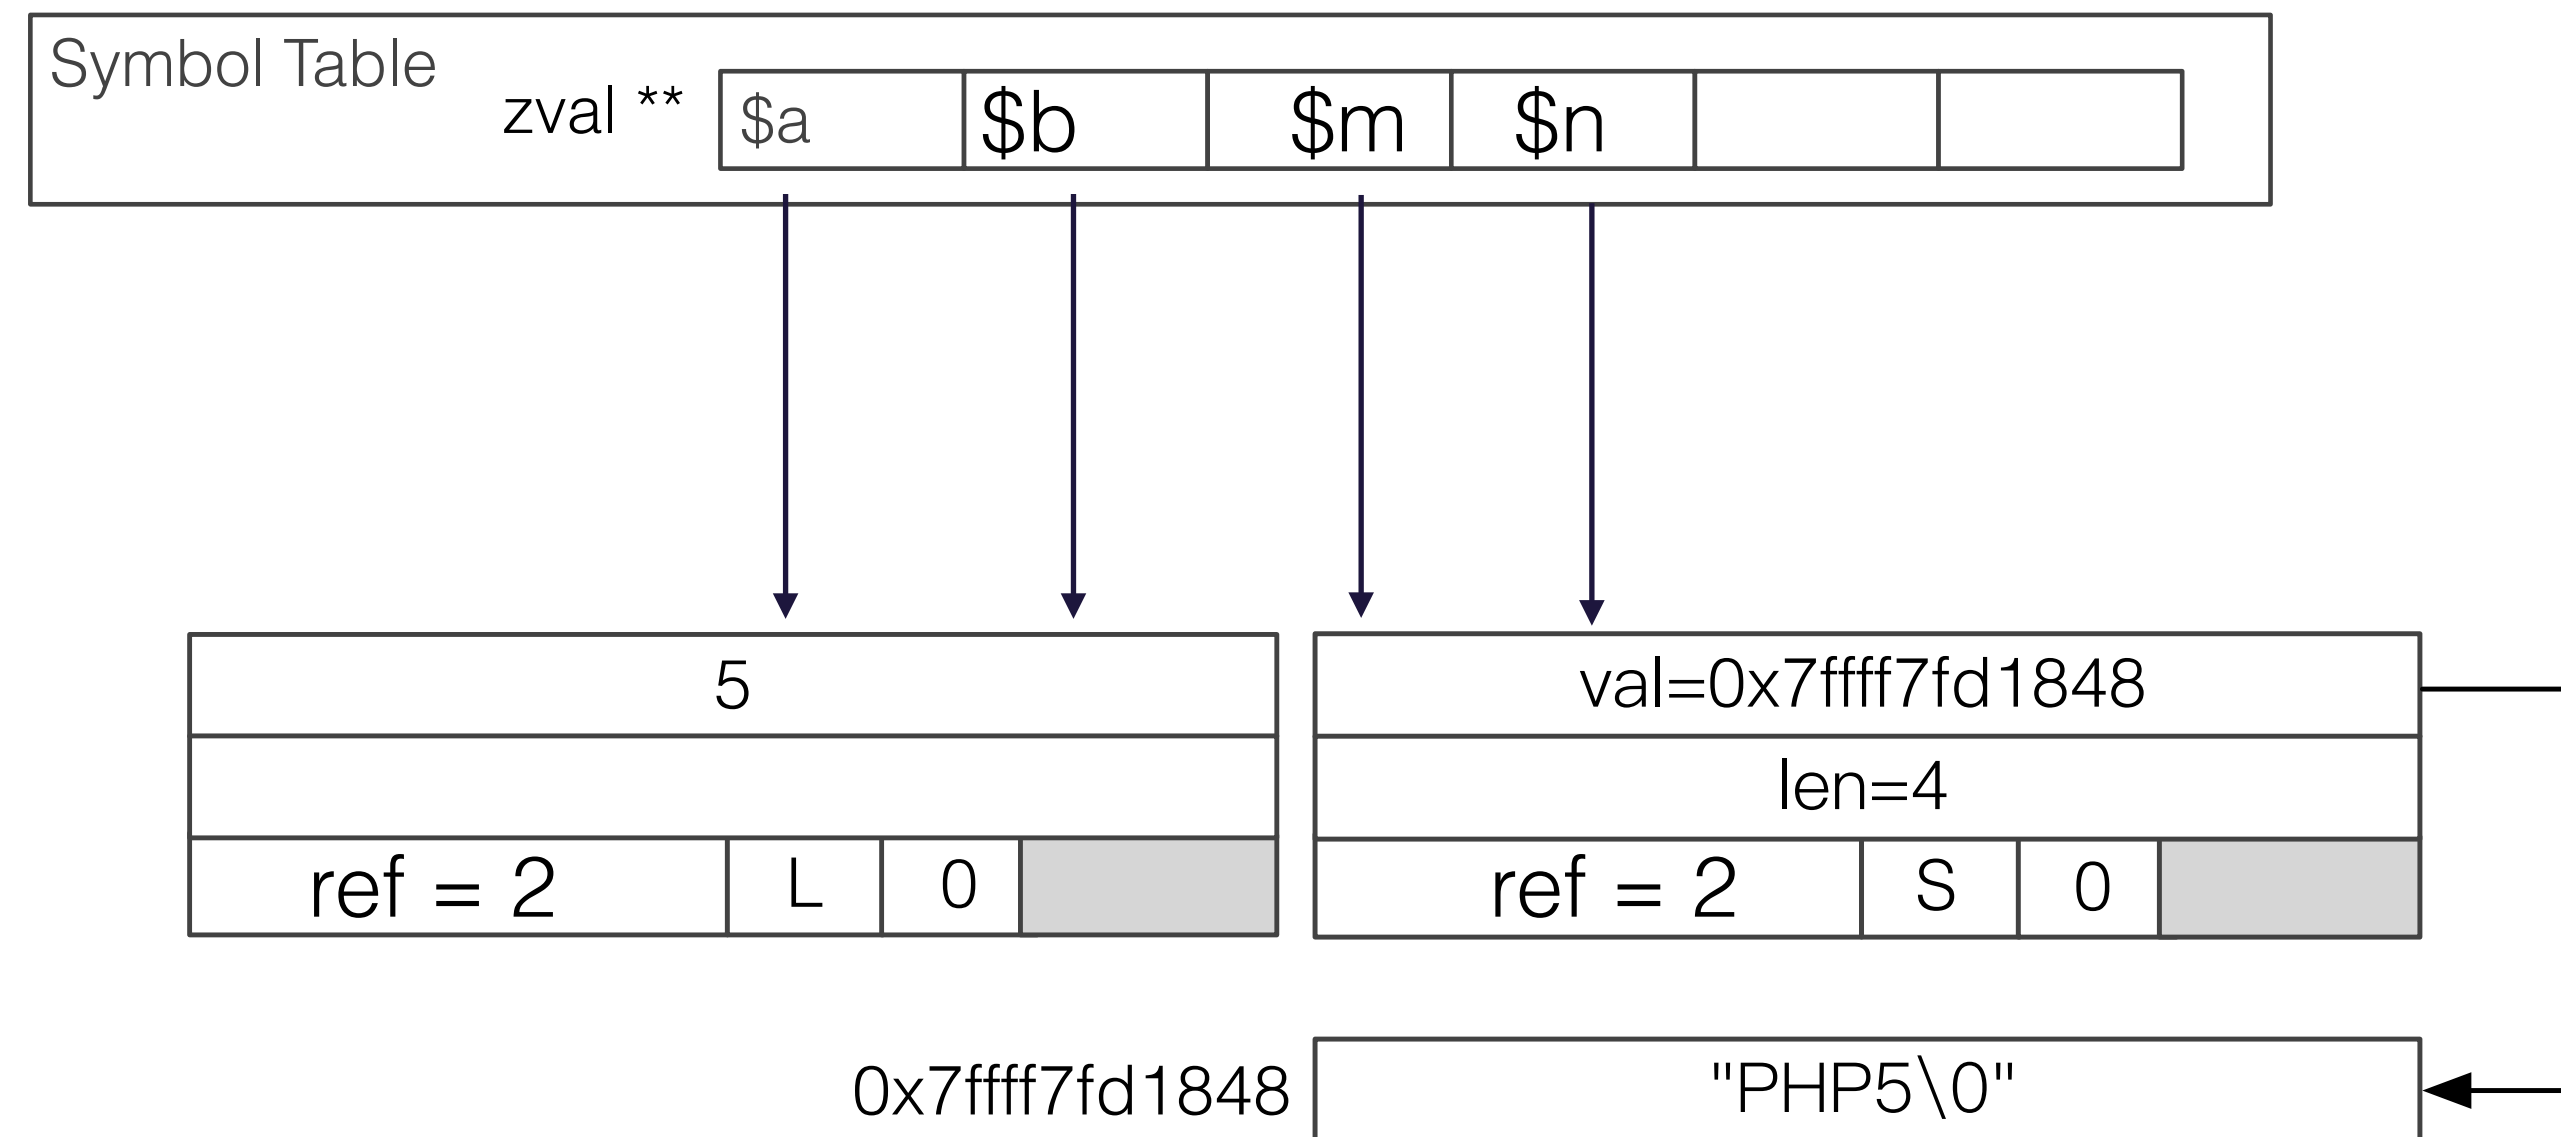 Symbol Table
zval ** $a $b $m $n
5
val=0x7ffff7fd1848
len=4
ref = 2 L 0
ref = 2 S 0
0x7ffff7fd1848 "PHP5\0"